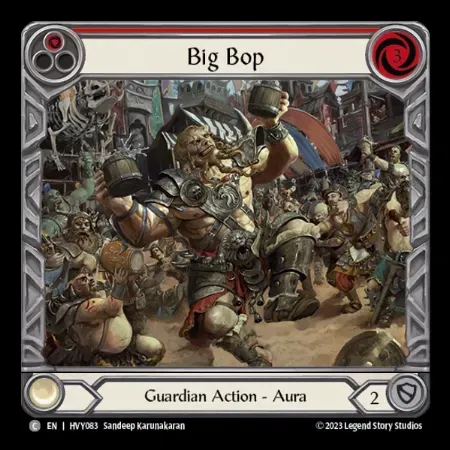 Big Bop
3
Guardian Action - Aura
2
C EN | HVY083 Sandeep Karunakaran
©2023 Legend Story Studios